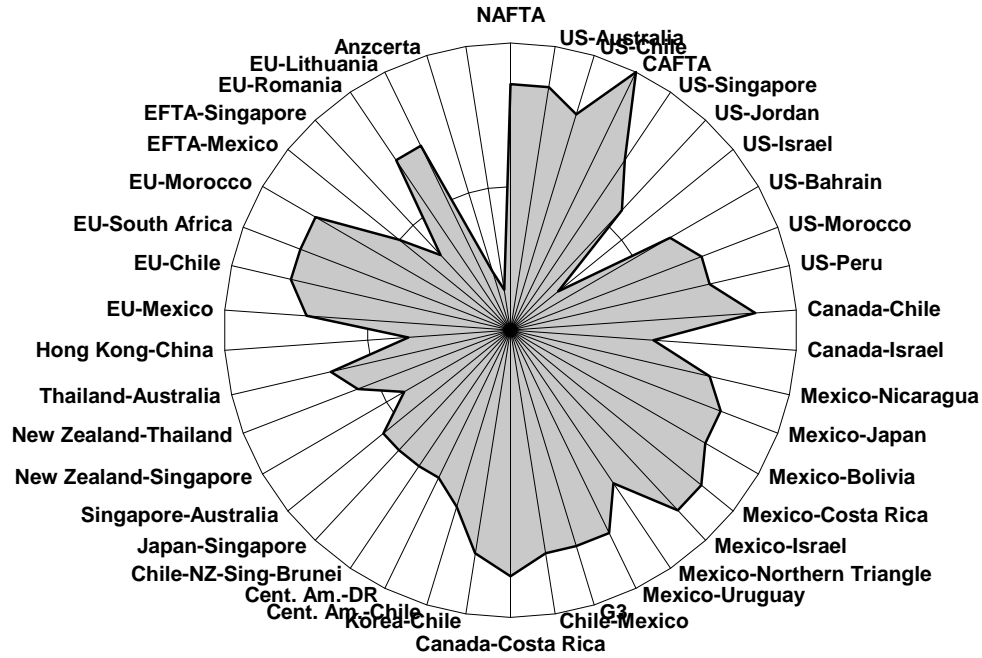 NAFTA
US-Australia
US-Chile
CAFTA
US-Singapore
US-Jordan
US-Israel
US-Bahrain
US-Morocco
US-Peru
Canada-Chile
Canada-Israel
Mexico-Nicaragua
Mexico-Japan
Mexico-Bolivia
Mexico-Costa Rica
Mexico-Israel
Mexico-Northern Triangle
Mexico-Uruguay
G3
Chile-Mexico
Canada-Costa Rica
Korea-Chile
Cent. Am.-Chile
Cent. Am.-DR
Chile-NZ-Sing-Brunei
Japan-Singapore
Singapore-Australia
New Zealand-Singapore
New Zealand-Thailand
Thailand-Australia
Hong Kong-China
EU-Mexico
EU-Chile
EU-South Africa
EU-Morocco
EFTA-Mexico
EFTA-Singapore
EU-Romania
EU-Lithuania
Anzcerta